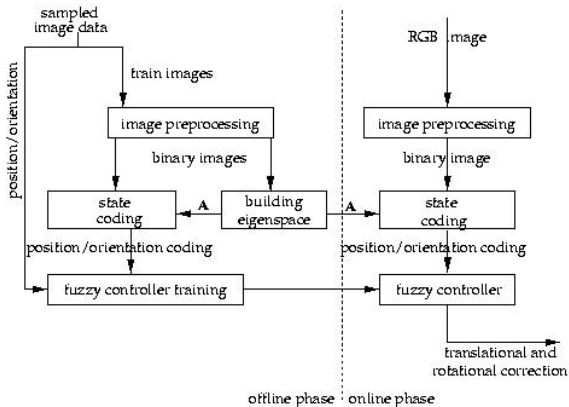 sampled
image data
RGB image
train images
position/orientation
image preprocessing
image preprocessing
binary images
binary image
state
coding
A
building
eigenspace
A
state
coding
position/orientation coding
position/orientation coding
fuzzy controller training
fuzzy controller
translational and
rotational correction
offline phase
online phase